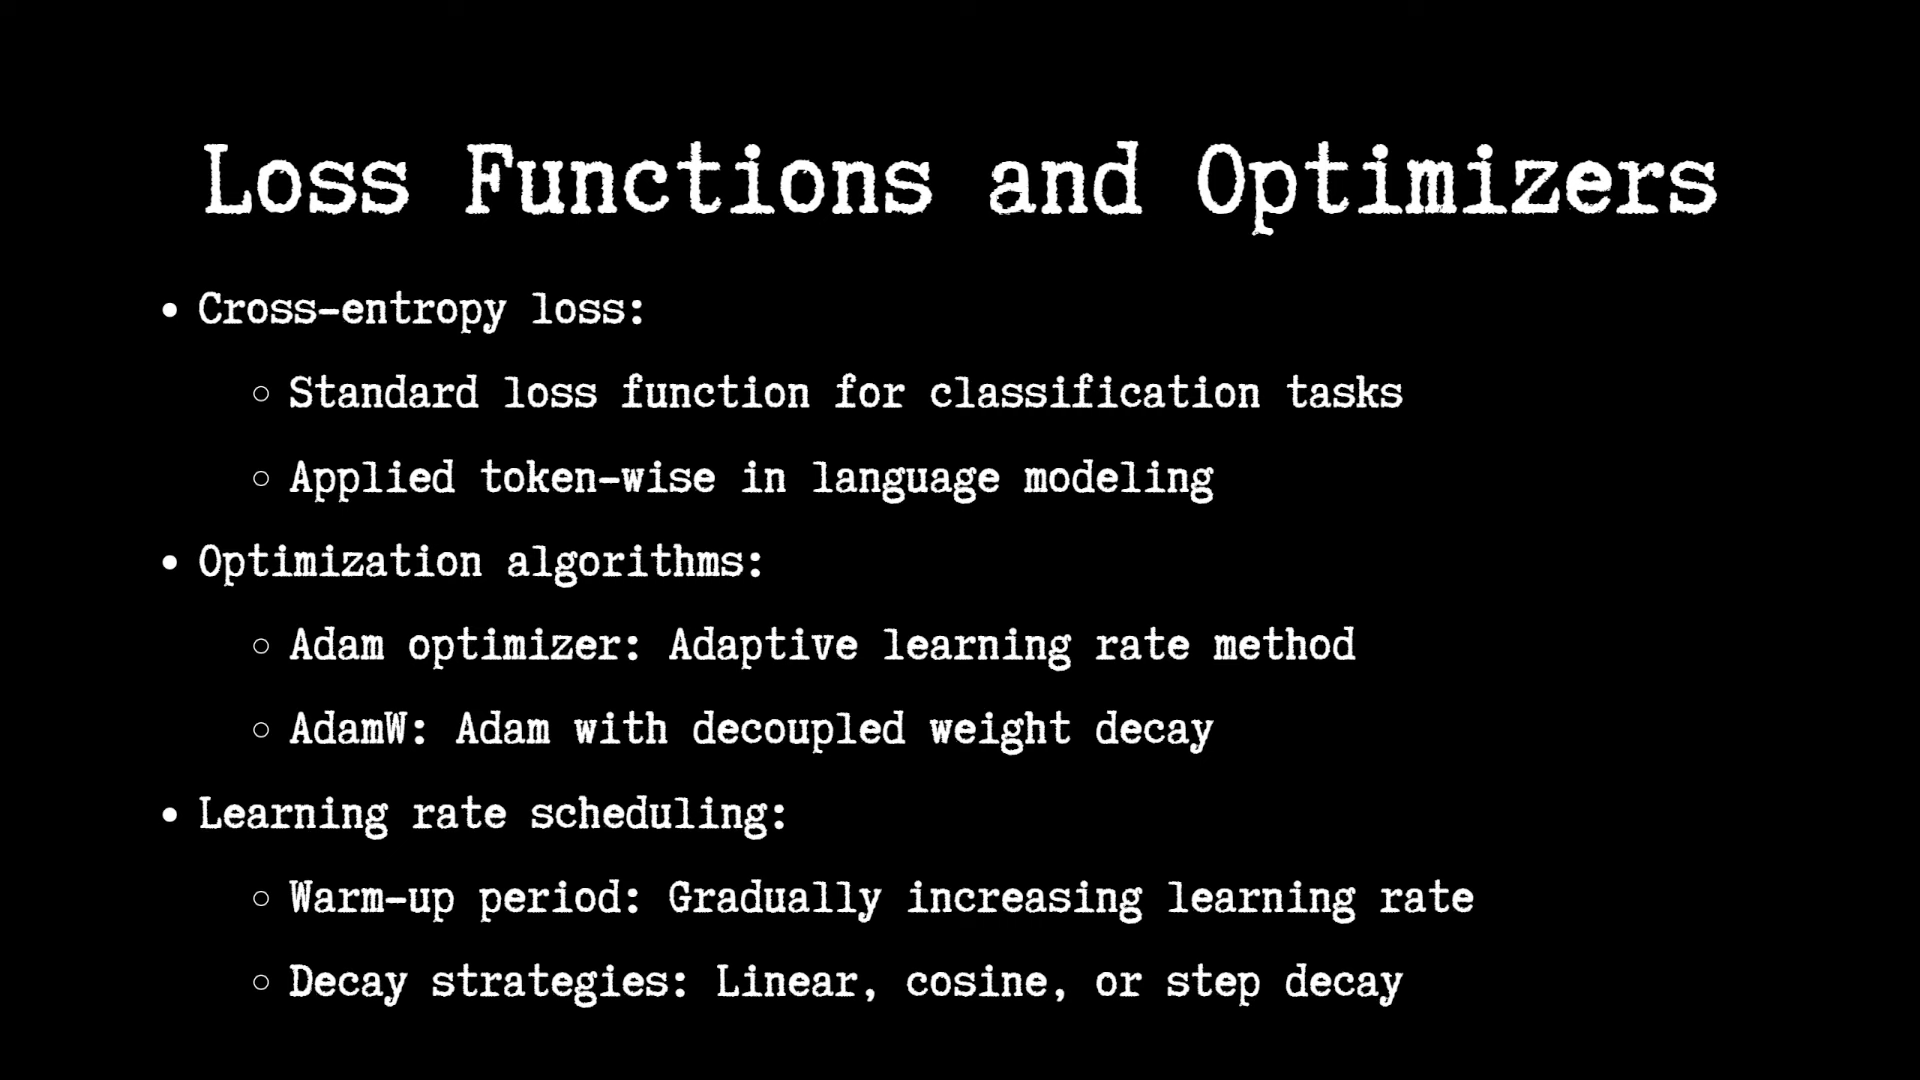 Loss Functions and Optimizers
• Cross-entropy loss:
○ Standard loss function for classification tasks
○ Applied token-wise in language modeling
• Optimization algorithms:
○ Adam optimizer: Adaptive learning rate method
○ AdamW: Adam with decoupled weight decay
• Learning rate scheduling:
○ Warm-up period: Gradually increasing learning rate
○ Decay strategies: Linear, cosine, or step decay